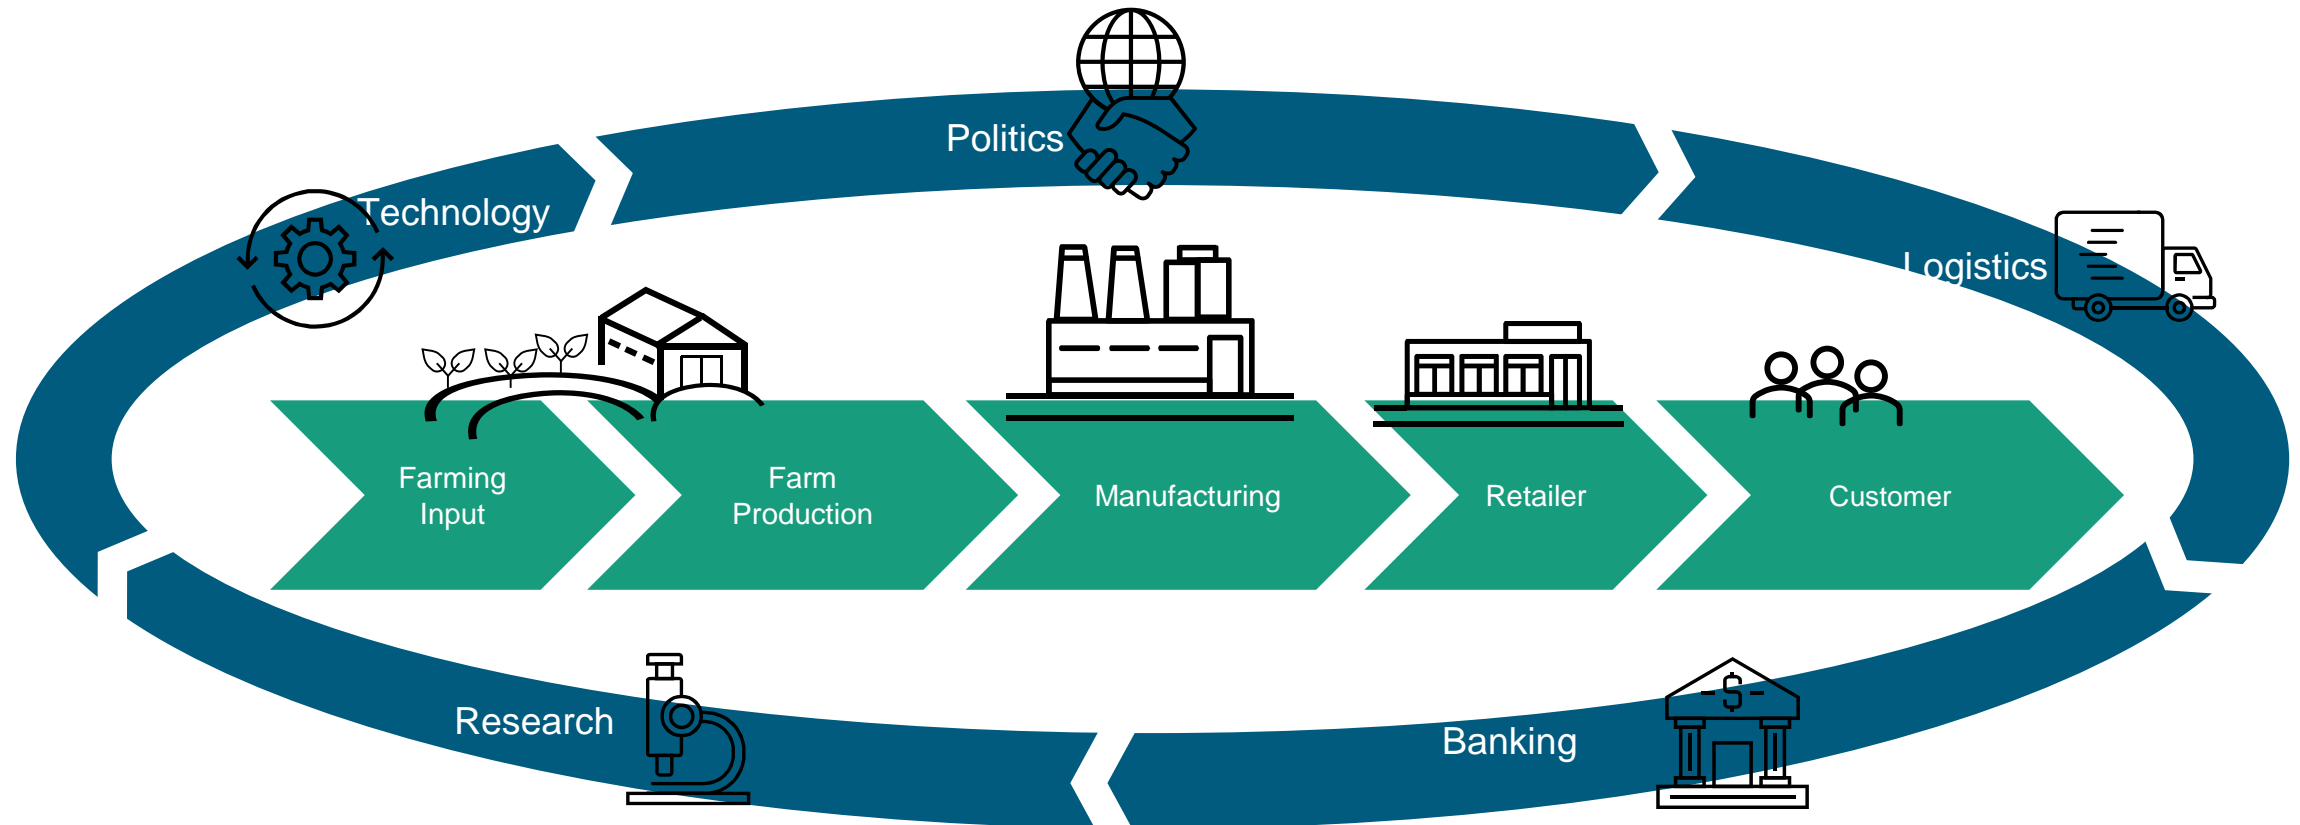 Politics
Technology
Logistics
Farming
Input
Farm
Production
Manufacturing
Retailer
Customer
Research
Banking
$